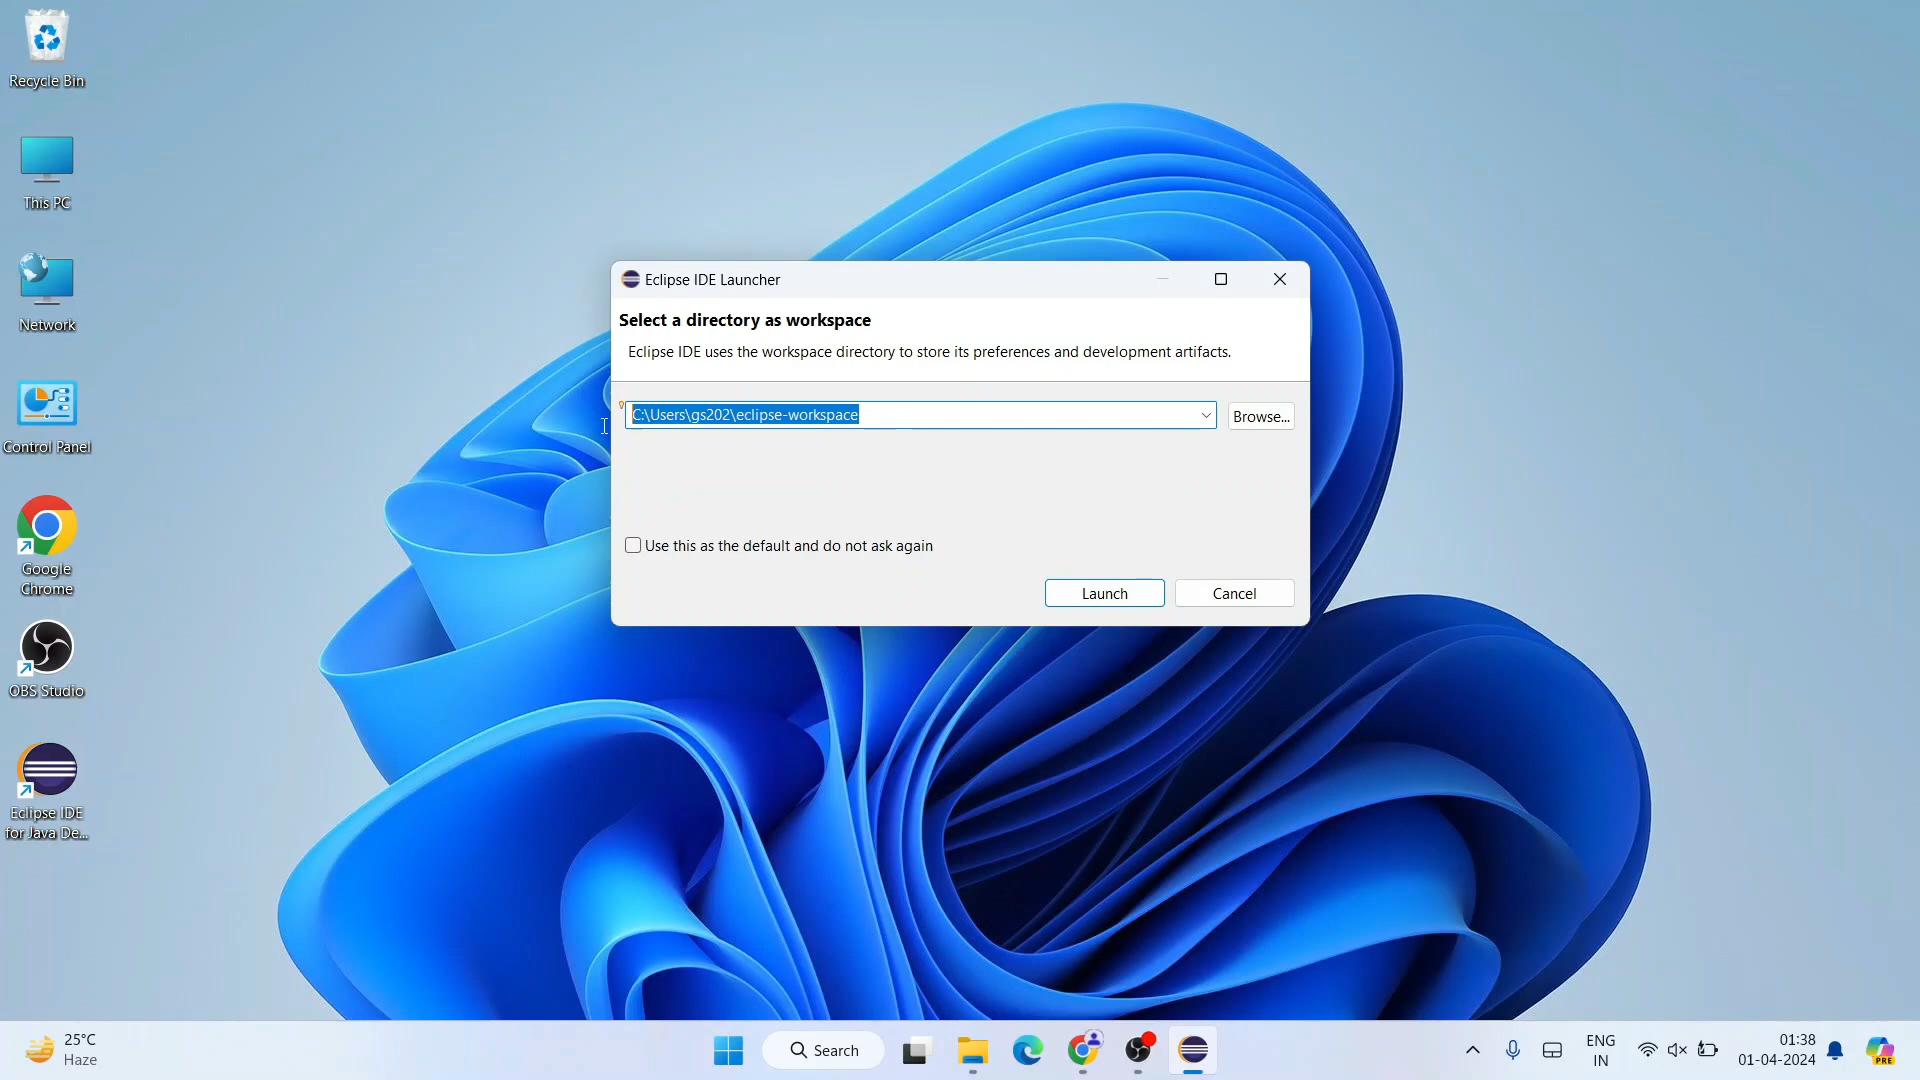 Recycle Bin
This PC
Network
Control Panel
Google
Chrome
OBS Studio
Eclipse IDE
for Java De...
Eclipse IDE Launcher
Select a directory as workspace
Eclipse IDE uses the workspace directory to store its preferences and development artifacts.
C:\Users\gs202\eclipse-workspace
Browse...
Use this as the default and do not ask again
Launch
Cancel
25°C
Haze
Search
ENG
IN
01:38
01-04-2024
PRE